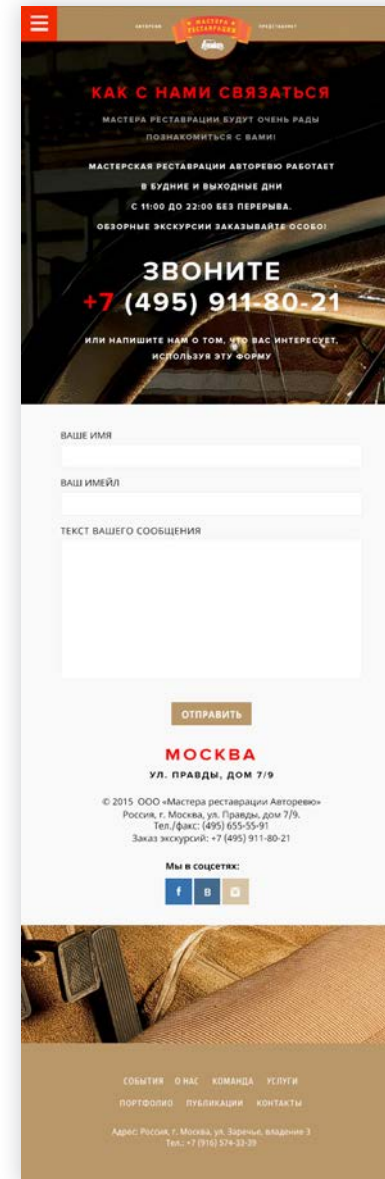 АВТОРЕВЮ
МАСТЕРА
РЕСТАВРАЦИИ
ПРЕДСТАВЛЯЕТ
КАК С НАМИ СВЯЗАТЬСЯ
МАСТЕРА РЕСТАВРАЦИИ БУДУТ ОЧЕНЬ РАДЫ
ПОЗНАКОМИТЬСЯ С ВАМИ!
МАСТЕРСКАЯ РЕСТАВРАЦИИ АВТОРЕВЮ РАБОТАЕТ
В БУДНИЕ И ВЫХОДНЫЕ ДНИ
С 11:00 ДО 22:00 БЕЗ ПЕРЕРЫВА.
ОБЗОРНЫЕ ЭКСКУРСИИ ЗАКАЗЫВАЙТЕ ОСОБО!
ЗВОНИТЕ
+7 (495) 911-80-21
ИЛИ НАПИШИТЕ НАМ О ТОМ, ЧТО ВАС ИНТЕРЕСУЕТ,
ИСПОЛЬЗУЯ ЭТУ ФОРМУ
ВАШЕ ИМЯ
ВАШ ИМЕЙЛ
ТЕКСТ ВАШЕГО СООБЩЕНИЯ
ОТПРАВИТЬ
МОСКВА
УЛ. ПРАВДЫ, ДОМ 7/9
© 2015 ООО «Мастера реставрации Авторевю»
Россия, г. Москва, ул. Правды, дом 7/9.
Тел./факс: (495) 655-55-91
Заказ экскурсий: +7 (495) 911-80-21
Мы в соцсетях:
f В
СОБЫТИЯ О НАС КОМАНДА УСЛУГИ
ПОРТФОЛИО ПУБЛИКАЦИИ КОНТАКТЫ
Адрес: Россия, г. Москва, ул. Заречье, владение 3
Тел.: +7 (916) 574-33-39